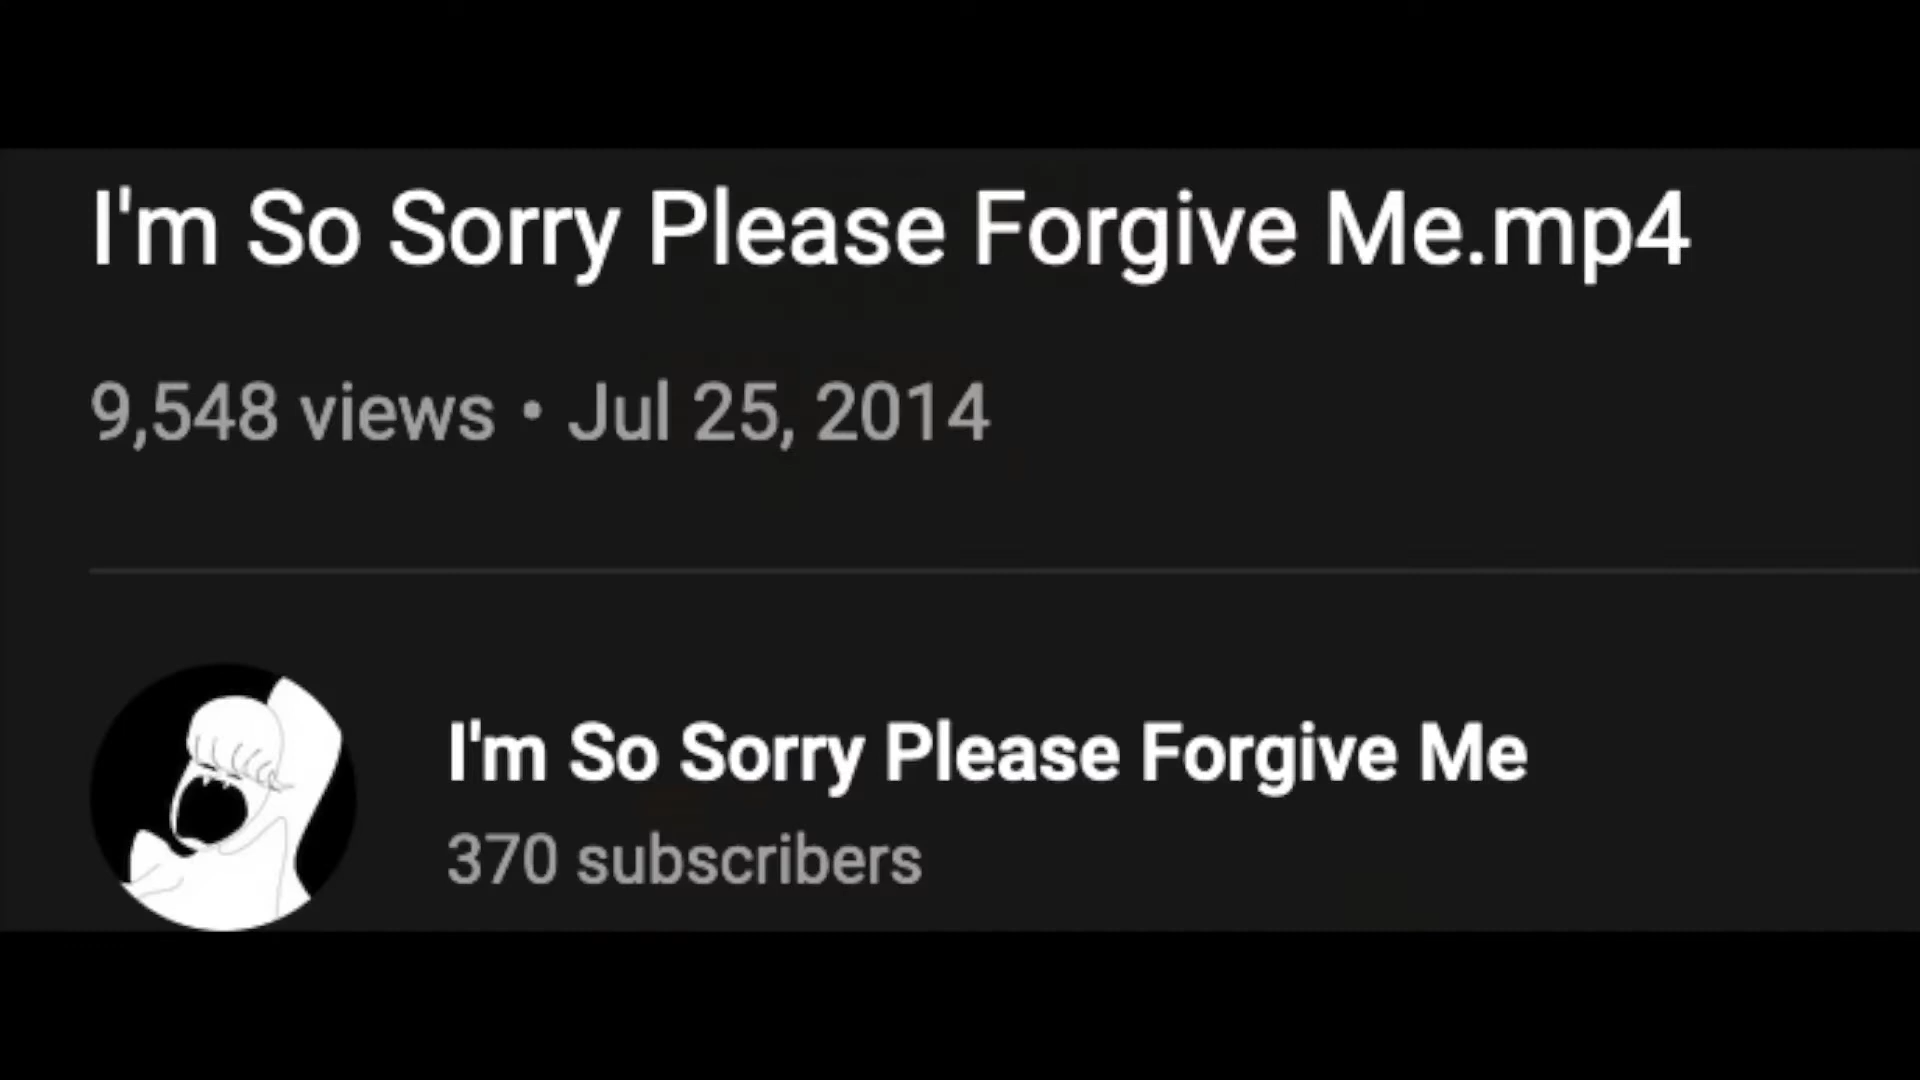 I'm So Sorry Please Forgive Me.mp4
9,548 views • Jul 25, 2014
I'm So Sorry Please Forgive Me
370 subscribers